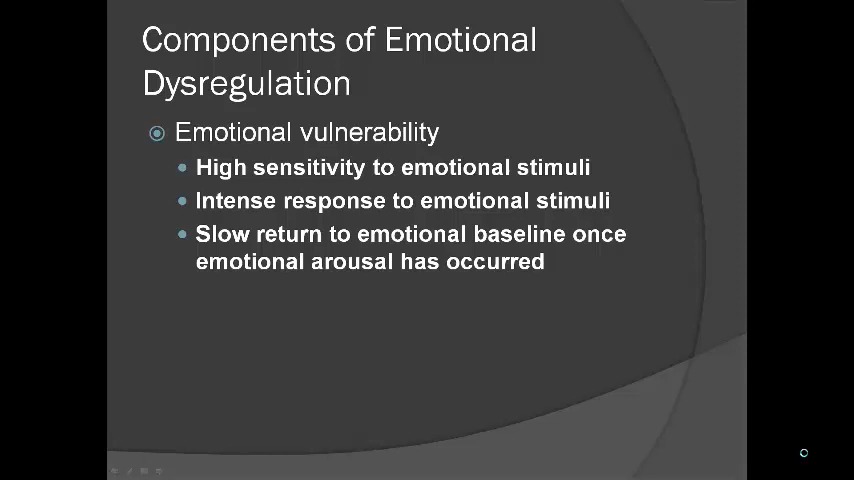 Components of Emotional
Dysregulation
Emotional vulnerability
High sensitivity to emotional stimuli
Intense response to emotional stimuli
Slow return to emotional baseline once
emotional arousal has occurred